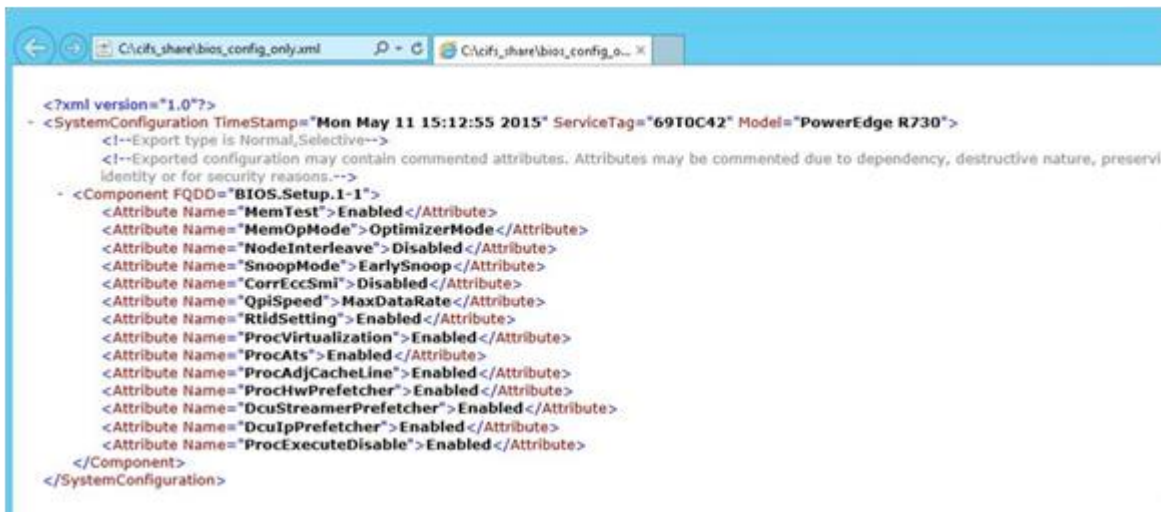 C:\cifs_share\bios_config_only.xml
C:\cifs_share\bios_config_o...
<?xml version="1.0"?>
- <SystemConfiguration TimeStamp="Mon May 11 15:12:55 2015" ServiceTag="69T0C42" Model="PowerEdge R730">
<!--Export type is Normal,Selective-->
<!--Exported configuration may contain commented attributes. Attributes may be commented due to dependency, destructive nature, preservi
identity or for security reasons.-->
- <Component FQDD="BIOS.Setup.1-1">
<Attribute Name="MemTest">Enabled</Attribute>
<Attribute Name="MemOpMode">OptimizerMode</Attribute>
<Attribute Name="NodeInterleave">Disabled</Attribute>
<Attribute Name="SnoopMode">EarlySnoop</Attribute>
<Attribute Name="CorrEccSmi">Disabled</Attribute>
<Attribute Name="QpiSpeed">MaxDataRate</Attribute>
<Attribute Name="RtidSetting">Enabled</Attribute>
<Attribute Name="ProcVirtualization">Enabled</Attribute>
<Attribute Name="ProcAts">Enabled</Attribute>
<Attribute Name="ProcAdjCacheLine">Enabled</Attribute>
<Attribute Name="ProcHwPrefetcher">Enabled</Attribute>
<Attribute Name="DcuStreamerPrefetcher">Enabled</Attribute>
<Attribute Name="DcuIpPrefetcher">Enabled</Attribute>
<Attribute Name="ProcExecuteDisable">Enabled</Attribute>
</Component>
</SystemConfiguration>